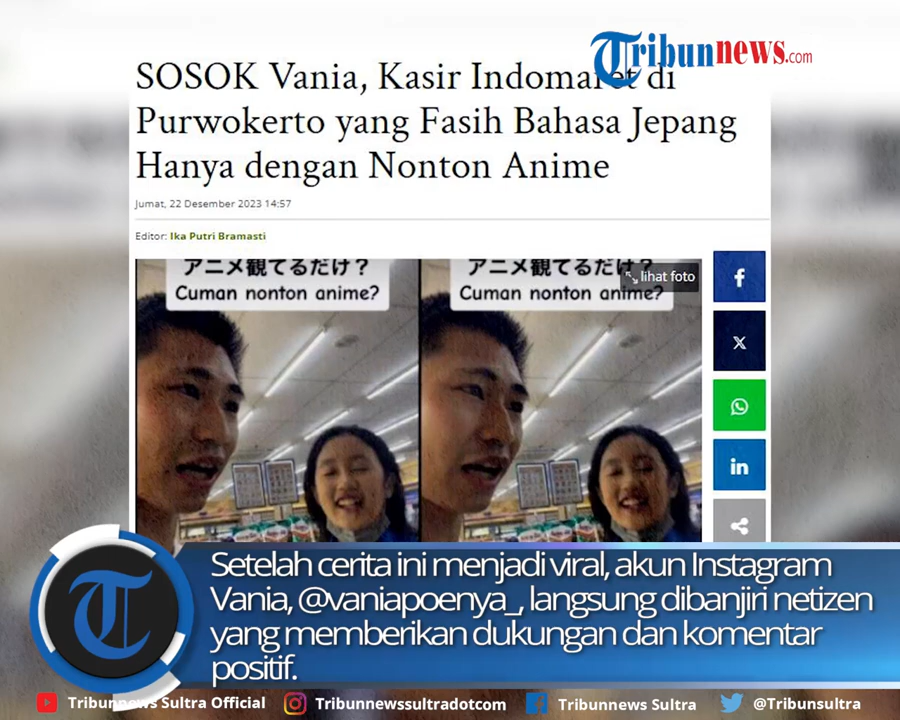 Tribunnews.com
SOSOK Vania, Kasir Indomaret di
Purwokerto yang Fasih Bahasa Jepang
Hanya dengan Nonton Anime
Jumat, 22 Desember 2023 14:57
Editor: Ika Putri Bramasti
アニメ観てるだけ？
Cuman nonton anime?
アニメ観てるだけ？
Cuman nonton anime?
lihat foto
Setelah cerita ini menjadi viral, akun Instagram
Vania, @vaniapoenya_, langsung dibanjiri netizen
yang memberikan dukungan dan komentar
positif.
Tribunnews Sultra Official
Tribunnewssultradotcom
Tribunnews Sultra
@Tribunsultra